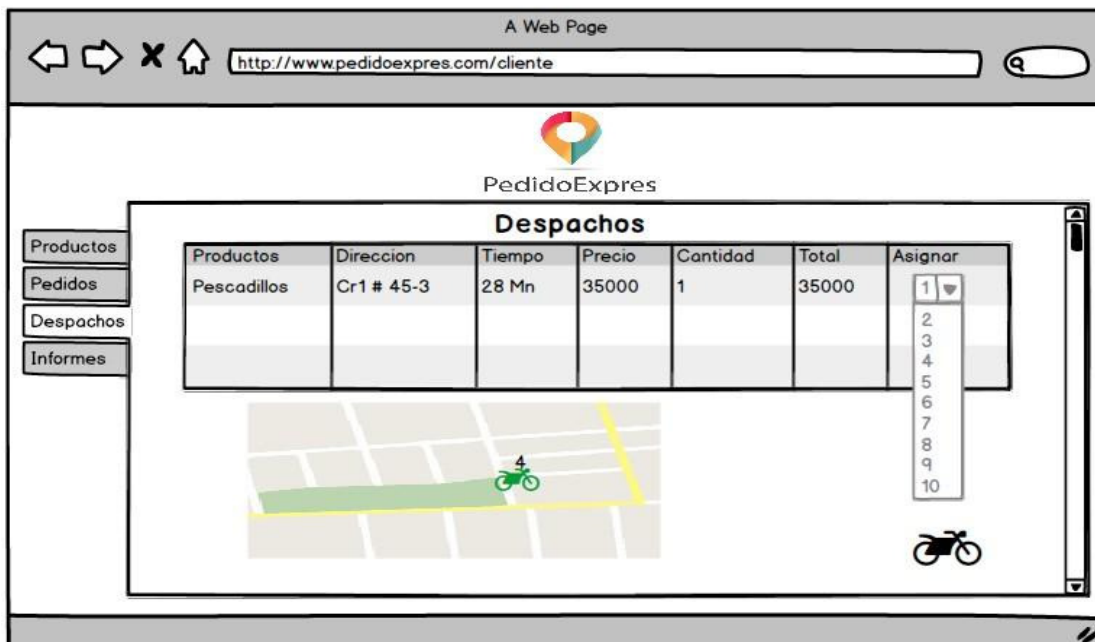 A Web Page
http://www.pedidoexpres.com/cliente
PedidoExpres
Despachos
Productos
Pedidos
Despachos
Informes
Productos Direccion Tiempo Precio Cantidad Total Asignar
Pescadillos Cr1 # 45-3 28 Mn 35000 1 35000 1
2
3
4
5
6
7
8
9
10
4